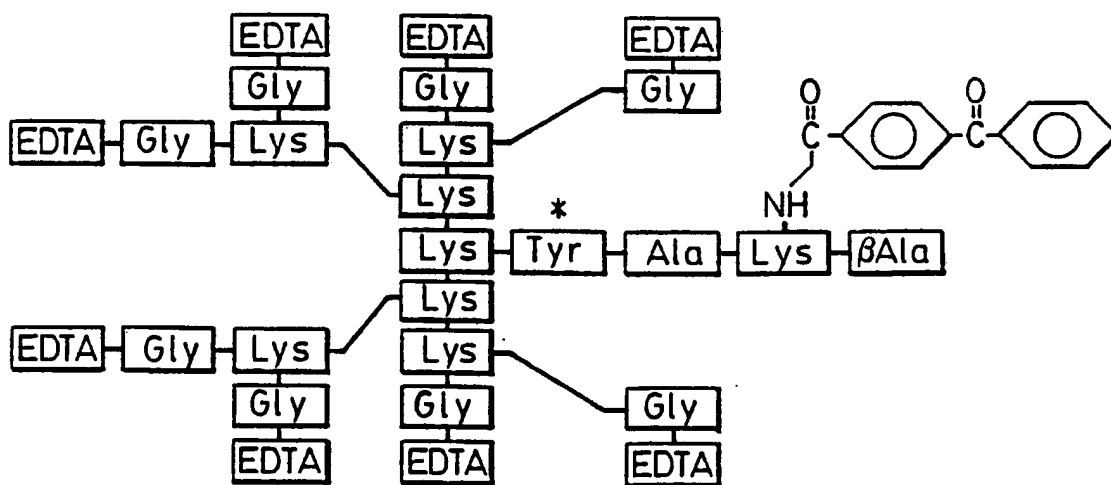 EDTA EDTA EDTA
Gly Gly Gly
O O
EDTA Gly Lys Lys C C
Lys
* NH
Lys Tyr Ala Lys βAla
Lys
EDTA Gly Lys Lys
Gly Gly Gly
EDTA EDTA EDTA